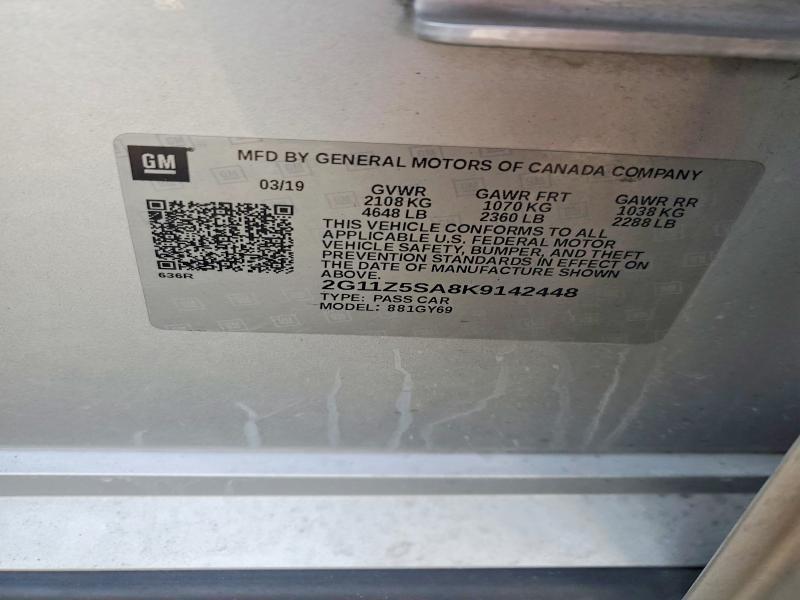 GM
MFD BY GENERAL MOTORS OF CANADA COMPANY
03/19
GVWR
2108 KG
4648 LB
GAWR FRT
1070 KG
2360 LB
GAWR RR
1038 KG
2288 LB
THIS VEHICLE CONFORMS TO ALL
APPLICABLE U.S. FEDERAL MOTOR
VEHICLE SAFETY, BUMPER, AND THEFT
PREVENTION STANDARDS IN EFFECT ON
THE DATE OF MANUFACTURE SHOWN
ABOVE.
636R
2G11Z5SA8K9142448
TYPE: PASS CAR
MODEL: 881GY69